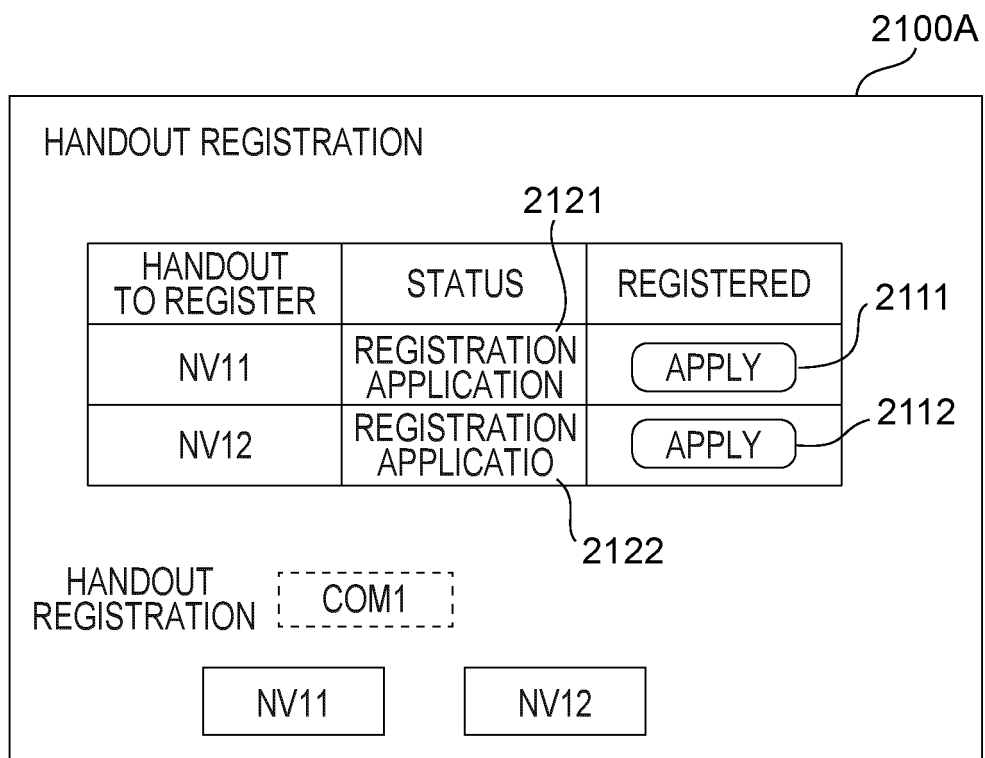 2100A
HANDOUT REGISTRATION
2121
HANDOUT
TO REGISTER
STATUS
REGISTERED
2111
NV11
REGISTRATION
APPLICATION
APPLY
2112
NV12
REGISTRATION
APPLICATIO
APPLY
2122
HANDOUT
REGISTRATION
COM1
NV11
NV12